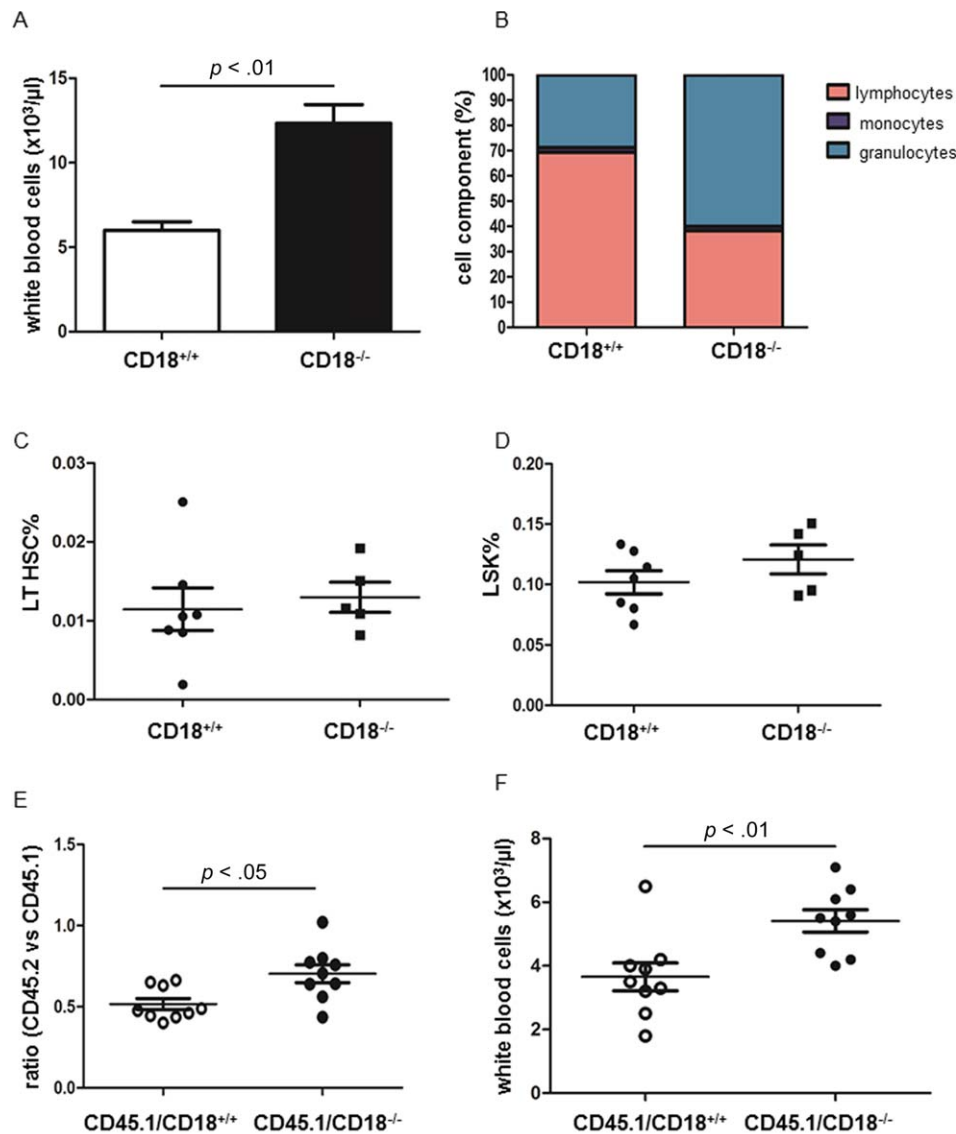 A
white blood cells (x10³/µl)
p < .01
15
10
5
0
CD18+/+
CD18-/-
B
cell component (%)
100
90
80
70
60
50
40
30
20
10
0
CD18+/+
CD18-/-
lymphocytes
monocytes
granulocytes
C
LT HSC%
0.03
0.02
0.01
0.00
CD18+/+
CD18-/-
D
LSK%
0.20
0.15
0.10
0.05
0.00
CD18+/+
CD18-/-
E
ratio (CD45.2 vs CD45.1)
p < .05
1.5
1.0
0.5
0.0
CD45.1/CD18+/+
CD45.1/CD18-/-
F
white blood cells (x10³/µl)
p < .01
8
6
4
2
0
CD45.1/CD18+/+
CD45.1/CD18-/-